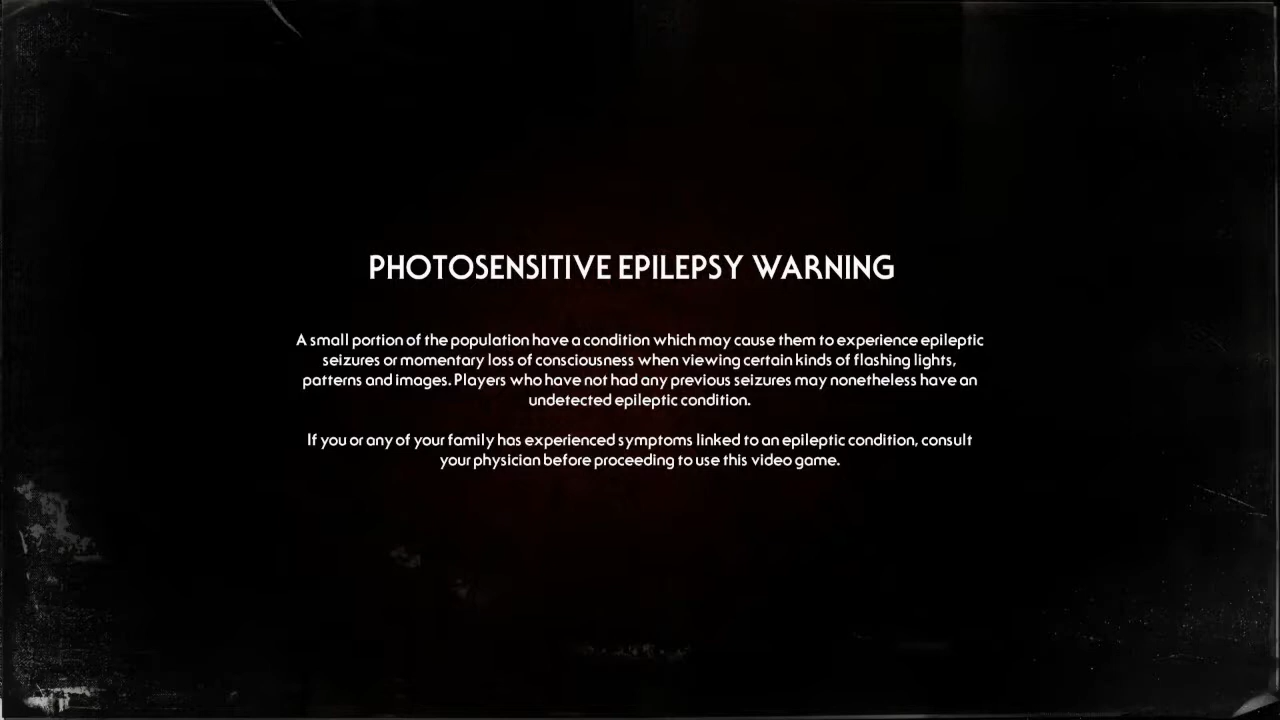 PHOTOSENSITIVE EPILEPSY WARNING
A small portion of the population have a condition which may cause them to experience epileptic
seizures or momentary loss of consciousness when viewing certain kinds of flashing lights,
patterns and images. Players who have not had any previous seizures may nonetheless have an
undetected epileptic condition.
If you or any of your family has experienced symptoms linked to an epileptic condition, consult
your physician before proceeding to use this video game.